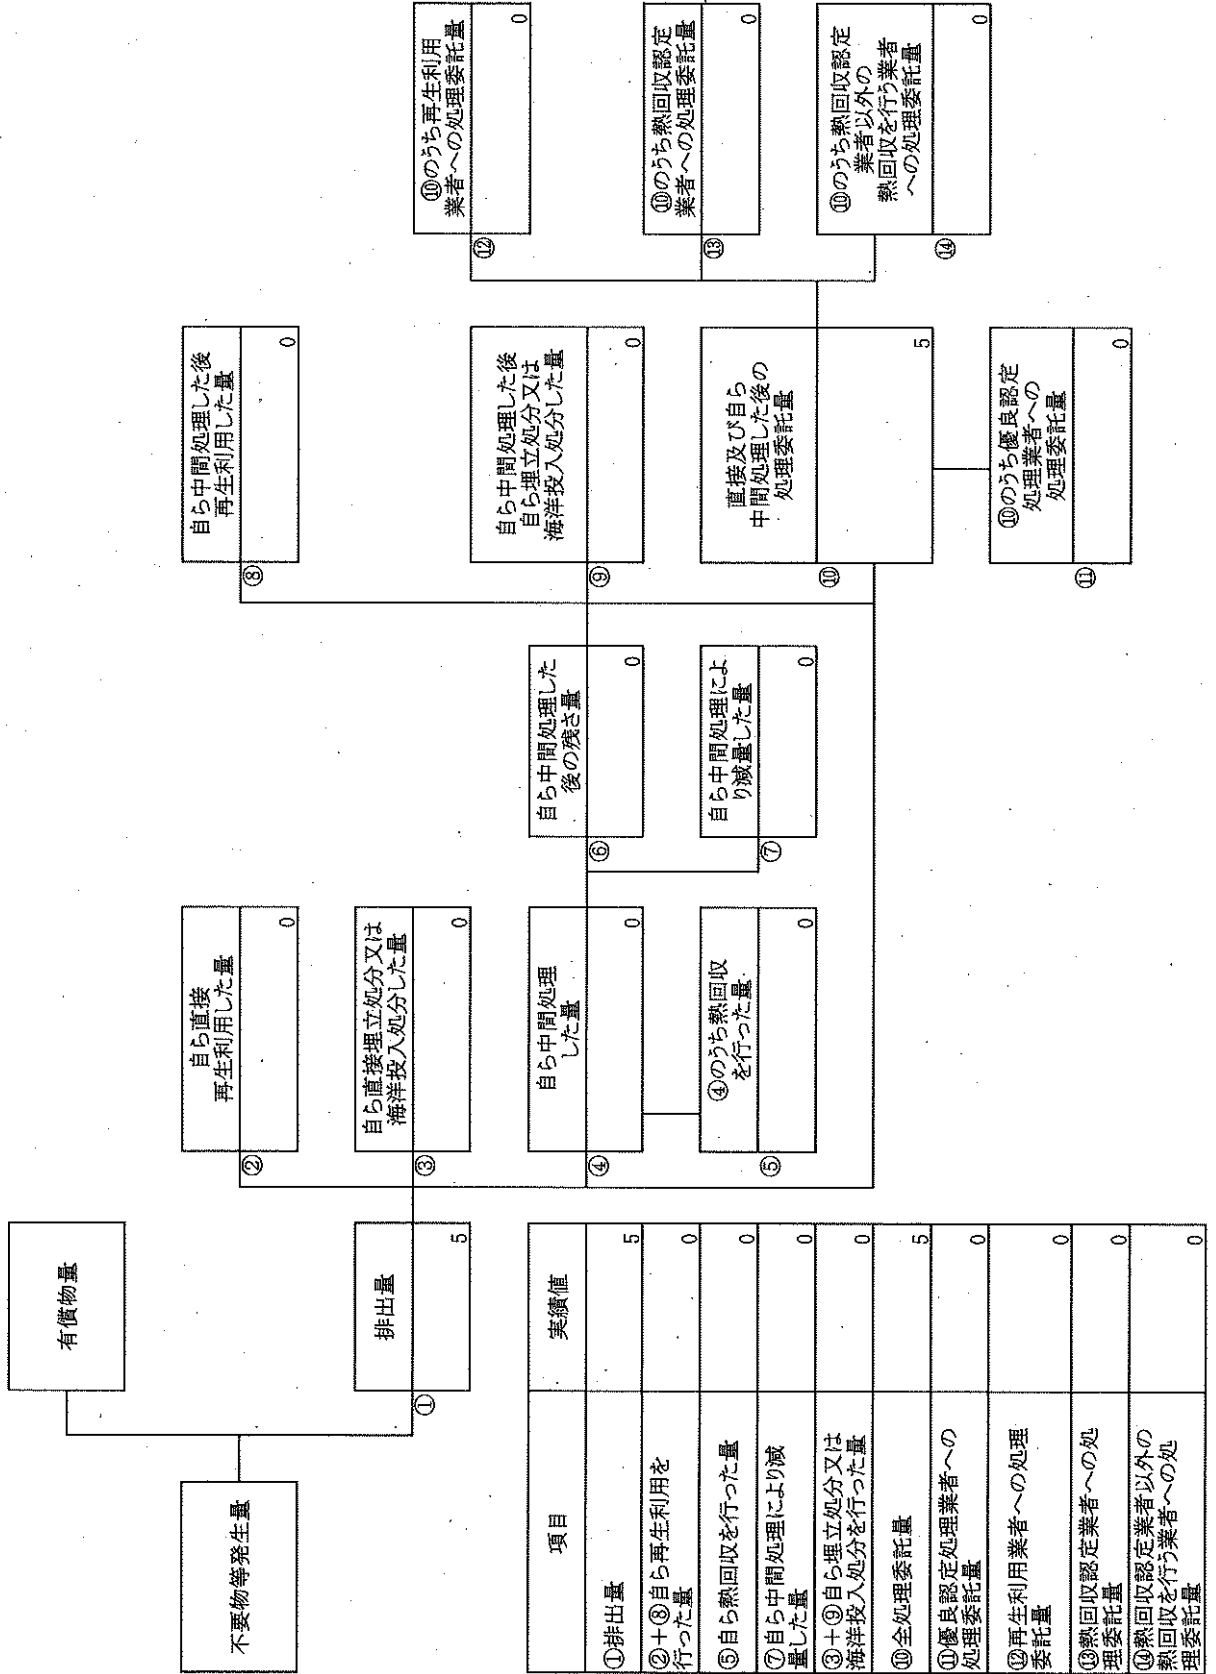 不要物等発生量
有償物量
排出量
①
5
自ら直接
再生利用した量
②
0
自ら直接埋立処分又は
海洋投入処分した量
③
0
自ら中間処理
した量
④
0
④のうち熱回収
を行った量
⑤
0
自ら中間処理した
後の残さ量
⑥
0
自ら中間処理によ
り減量した量
⑦
0
自ら中間処理した後
再生利用した量
⑧
0
自ら中間処理した後
自ら埋立処分又は
海洋投入処分した量
⑨
0
直接及び自ら
中間処理した後の
処理委託量
⑩
5
⑩のうち優良認定
処理業者への
処理委託量
⑪
0
⑩のうち再生利用
業者への処理委託量
⑫
0
⑩のうち熱回収認定
業者への処理委託量
⑬
0
⑩のうち熱回収認定
業者以外の
熱回収を行う業者
への処理委託量
⑭
0
項目 実績値
①排出量 5
②+⑧自ら再生利用を
行った量 0
⑤自ら熱回収を行った量 0
⑦自ら中間処理により減
量した量 0
③+⑨自ら埋立処分又は
海洋投入処分を行った量 0
⑩全処理委託量 5
⑪優良認定処理業者への
処理委託量 0
⑫再生利用業者への処理
委託量 0
⑬熱回収認定業者への処
理委託量 0
⑭熱回収認定業者以外の
熱回収を行う業者への処
理委託量 0